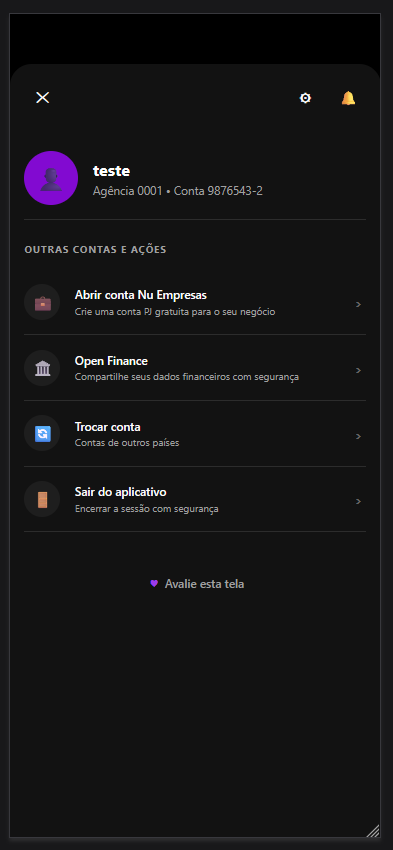 teste
Agência 0001 • Conta 9876543-2
OUTRAS CONTAS E AÇÕES
Abrir conta Nu Empresas
Crie uma conta PJ gratuita para o seu negócio
Open Finance
Compartilhe seus dados financeiros com segurança
Trocar conta
Contas de outros países
Sair do aplicativo
Encerrar a sessão com segurança
Avalie esta tela